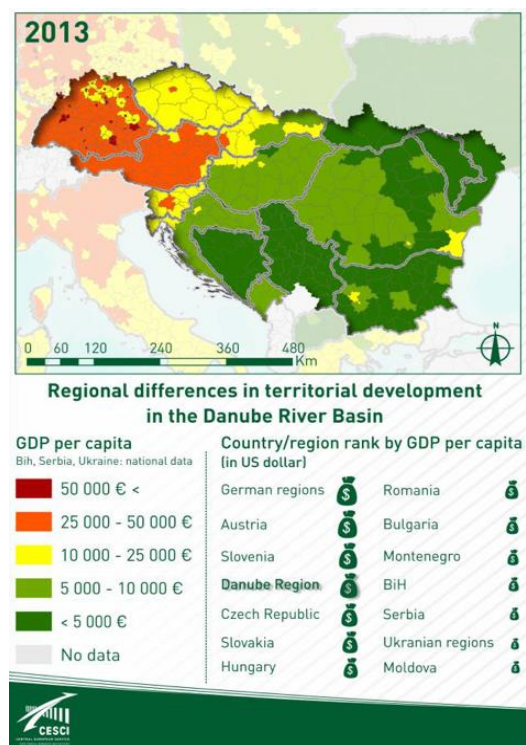 2013
N
0 60 120 240 360 480
Km
Regional differences in territorial development
in the Danube River Basin
GDP per capita
Bih, Serbia, Ukraine: national data
50 000 € <
25 000 - 50 000 €
10 000 - 25 000 €
5 000 - 10 000 €
< 5 000 €
No data
Country/region rank by GDP per capita
(in US dollar)
German regions
Austria
Slovenia
Danube Region
Czech Republic
Slovakia
Hungary
Romania
Bulgaria
Montenegro
BiH
Serbia
Ukranian regions
Moldova
CESCI